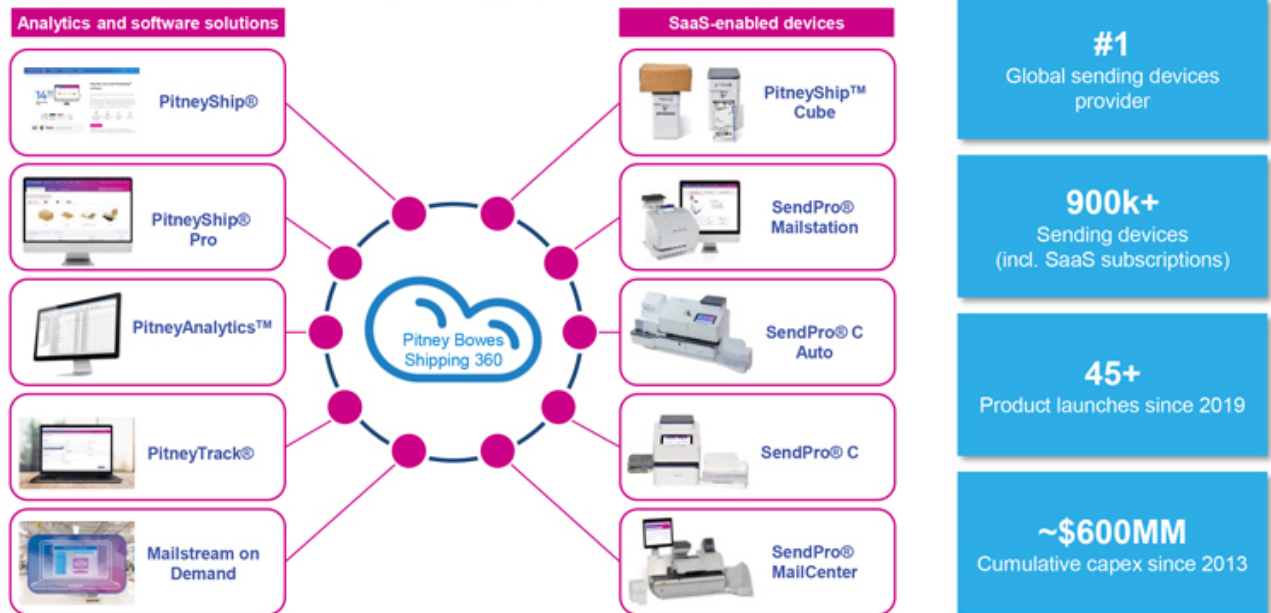 Analytics and software solutions
PitneyShip®
PitneyShip®
Pro
PitneyAnalytics™
PitneyTrack®
Mailstream on
Demand
Pitney Bowes
Shipping 360
SaaS-enabled devices
PitneyShip™
Cube
SendPro®
Mailstation
SendPro® C
Auto
SendPro® C
SendPro®
MailCenter
#1
Global sending devices
provider
900k+
Sending devices
(incl. SaaS subscriptions)
45+
Product launches since 2019
~$600MM
Cumulative capex since 2013